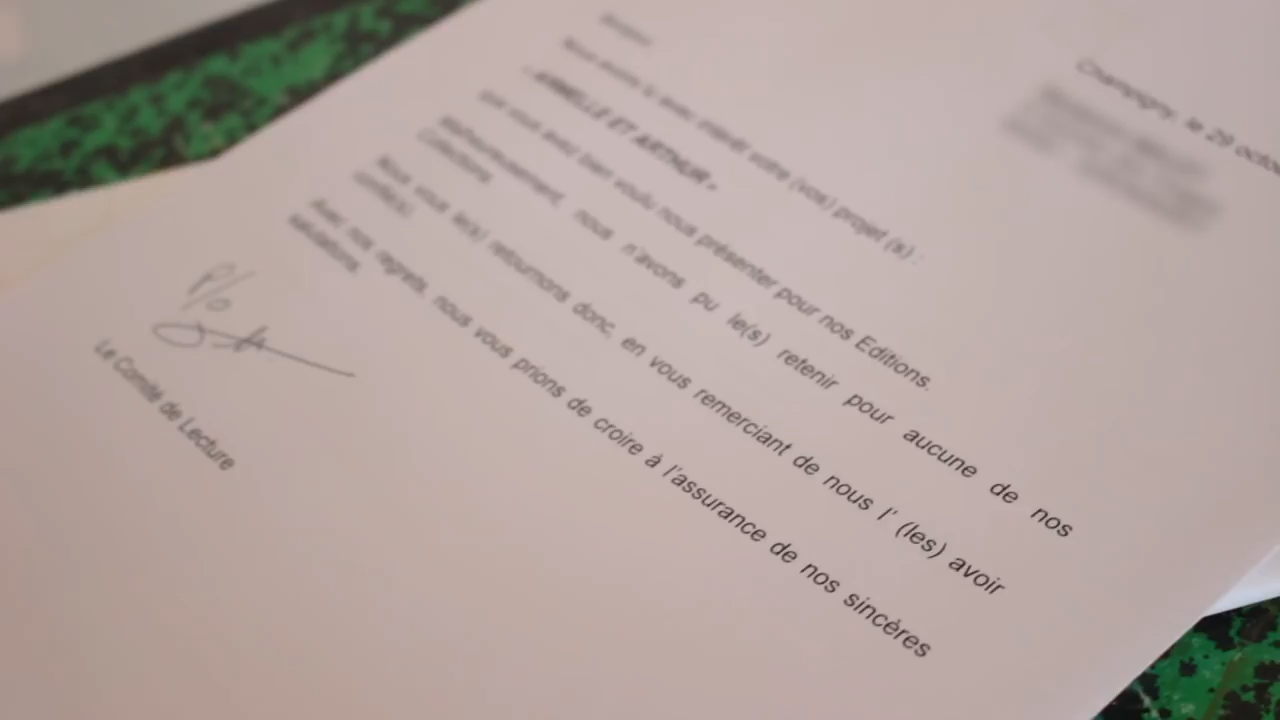 Champigny, le 29 octo
Nous avons lu avec intérêt votre (vos) projet (s) :
« ARMELLE ET ARTHUR »
que vous avez bien voulu nous présenter pour nos Editions.
Malheureusement, nous n'avons pu le(s) retenir pour aucune de nos
Collections.
Nous vous le(s) retournons donc, en vous remerciant de nous l' (les) avoir
confié(s).
Avec nos regrets, nous vous prions de croire à l'assurance de nos sincères
salutations.
P/o
Le Comité de Lecture